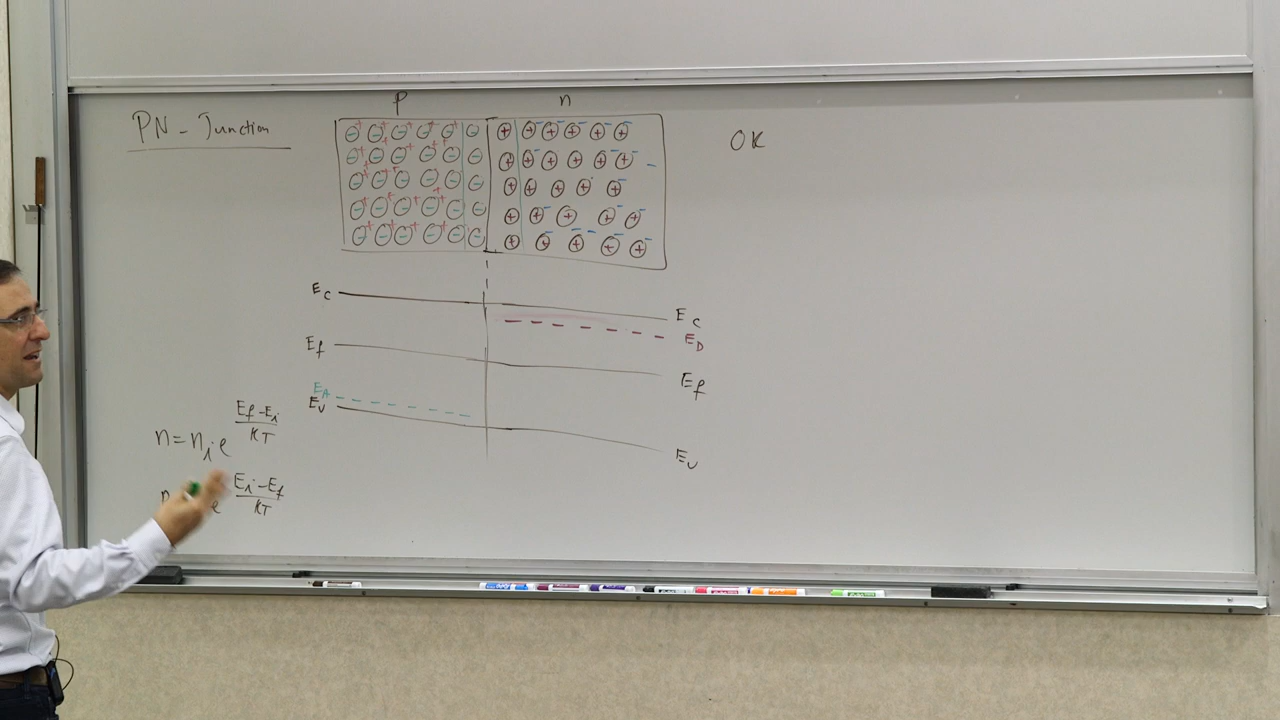 PN - Junction
P
n
OK
Ec
Ec
ED
Ef
Ef
EA
Ev
Ev
n = ni e^(Ef - Ei / KT)
e^(Ei - Ef / KT)